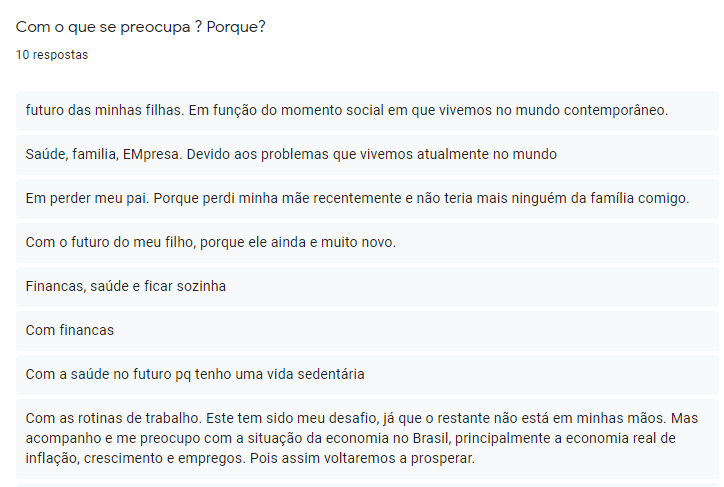 Com o que se preocupa ? Porque?
10 respostas
futuro das minhas filhas. Em função do momento social em que vivemos no mundo contemporâneo.
Saúde, familia, EMpresa. Devido aos problemas que vivemos atualmente no mundo
Em perder meu pai. Porque perdi minha mãe recentemente e não teria mais ninguém da família comigo.
Com o futuro do meu filho, porque ele ainda e muito novo.
Financas, saúde e ficar sozinha
Com financas
Com a saúde no futuro pq tenho uma vida sedentária
Com as rotinas de trabalho. Este tem sido meu desafio, já que o restante não está em minhas mãos. Mas
acompanho e me preocupo com a situação da economia no Brasil, principalmente a economia real de
inflação, crescimento e empregos. Pois assim voltaremos a prosperar.